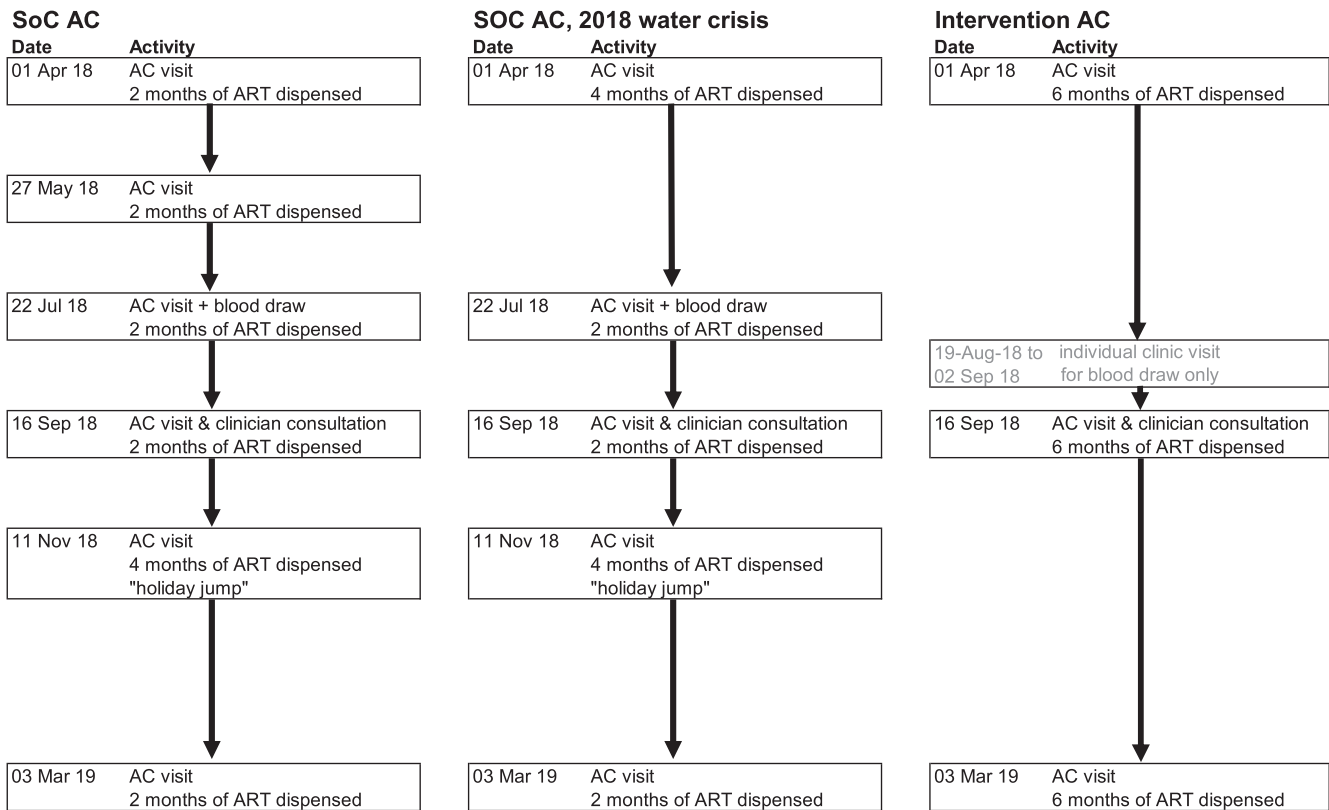 SoC AC
Date Activity
01 Apr 18 AC visit
2 months of ART dispensed
27 May 18 AC visit
2 months of ART dispensed
22 Jul 18 AC visit + blood draw
2 months of ART dispensed
16 Sep 18 AC visit & clinician consultation
2 months of ART dispensed
11 Nov 18 AC visit
4 months of ART dispensed
"holiday jump"
03 Mar 19 AC visit
2 months of ART dispensed
SOC AC, 2018 water crisis
Date Activity
01 Apr 18 AC visit
4 months of ART dispensed
22 Jul 18 AC visit + blood draw
2 months of ART dispensed
16 Sep 18 AC visit & clinician consultation
2 months of ART dispensed
11 Nov 18 AC visit
4 months of ART dispensed
"holiday jump"
03 Mar 19 AC visit
2 months of ART dispensed
Intervention AC
Date Activity
01 Apr 18 AC visit
6 months of ART dispensed
19-Aug-18 to individual clinic visit
02 Sep 18 for blood draw only
16 Sep 18 AC visit & clinician consultation
6 months of ART dispensed
03 Mar 19 AC visit
6 months of ART dispensed